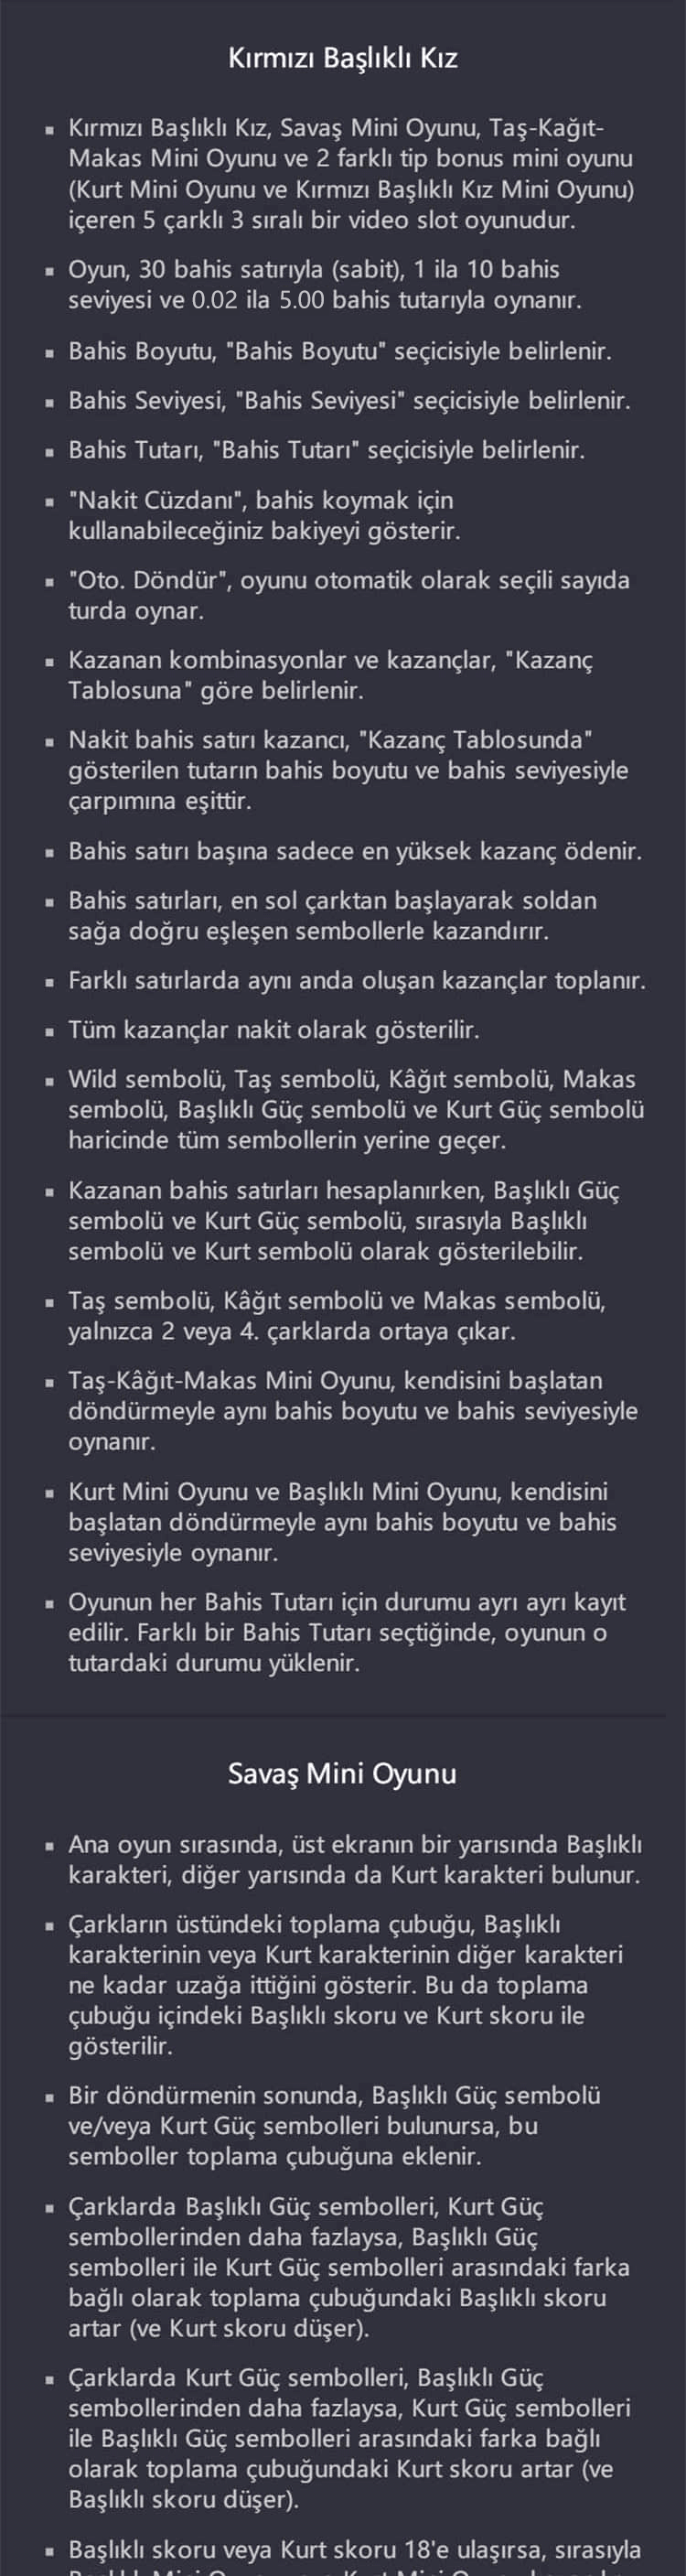 Kırmızı Başlıklı Kız
▪ Kırmızı Başlıklı Kız, Savaş Mini Oyunu, Taş-Kağıt-
Makas Mini Oyunu ve 2 farklı tip bonus mini oyunu
(Kurt Mini Oyunu ve Kırmızı Başlıklı Kız Mini Oyunu)
içeren 5 çarklı 3 sıralı bir video slot oyunudur.
▪ Oyun, 30 bahis satırıyla (sabit), 1 ila 10 bahis
seviyesi ve 0.02 ila 5.00 bahis tutarıyla oynanır.
▪ Bahis Boyutu, "Bahis Boyutu" seçicisiyle belirlenir.
▪ Bahis Seviyesi, "Bahis Seviyesi" seçicisiyle belirlenir.
▪ Bahis Tutarı, "Bahis Tutarı" seçicisiyle belirlenir.
▪ "Nakit Cüzdanı", bahis koymak için
kullanabileceğiniz bakiyeyi gösterir.
▪ "Oto. Döndür", oyunu otomatik olarak seçili sayıda
turda oynar.
▪ Kazanan kombinasyonlar ve kazançlar, "Kazanç
Tablosuna" göre belirlenir.
▪ Nakit bahis satırı kazancı, "Kazanç Tablosunda"
gösterilen tutarın bahis boyutu ve bahis seviyesiyle
çarpımına eşittir.
▪ Bahis satırı başına sadece en yüksek kazanç ödenir.
▪ Bahis satırları, en sol çarktan başlayarak soldan
sağa doğru eşleşen sembollerle kazandırır.
▪ Farklı satırlarda aynı anda oluşan kazançlar toplanır.
▪ Tüm kazançlar nakit olarak gösterilir.
▪ Wild sembolü, Taş sembolü, Kâğıt sembolü, Makas
sembolü, Başlıklı Güç sembolü ve Kurt Güç sembolü
haricinde tüm sembollerin yerine geçer.
▪ Kazanan bahis satırları hesaplanırken, Başlıklı Güç
sembolü ve Kurt Güç sembolü, sırasıyla Başlıklı
sembolü ve Kurt sembolü olarak gösterilebilir.
▪ Taş sembolü, Kâğıt sembolü ve Makas sembolü,
yalnızca 2 veya 4. çarklarda ortaya çıkar.
▪ Taş-Kâğıt-Makas Mini Oyunu, kendisini başlatan
döndürmeyle aynı bahis boyutu ve bahis seviyesiyle
oynanır.
▪ Kurt Mini Oyunu ve Başlıklı Mini Oyunu, kendisini
başlatan döndürmeyle aynı bahis boyutu ve bahis
seviyesiyle oynanır.
▪ Oyunun her Bahis Tutarı için durumu ayrı ayrı kayıt
edilir. Farklı bir Bahis Tutarı seçtiğinde, oyunun o
tutardaki durumu yüklenir.
Savaş Mini Oyunu
▪ Ana oyun sırasında, üst ekranın bir yarısında Başlıklı
karakteri, diğer yarısında da Kurt karakteri bulunur.
▪ Çarkların üstündeki toplama çubuğu, Başlıklı
karakterinin veya Kurt karakterinin diğer karakteri
ne kadar uzağa ittiğini gösterir. Bu da toplama
çubuğu içindeki Başlıklı skoru ve Kurt skoru ile
gösterilir.
▪ Bir döndürmenin sonunda, Başlıklı Güç sembolü
ve/veya Kurt Güç sembolleri bulunursa, bu
semboller toplama çubuğuna eklenir.
▪ Çarklarda Başlıklı Güç sembolleri, Kurt Güç
sembollerinden daha fazlaysa, Başlıklı Güç
sembolleri ile Kurt Güç sembolleri arasındaki farka
bağlı olarak toplama çubuğundaki Başlıklı skoru
artar (ve Kurt skoru düşer).
▪ Çarklarda Kurt Güç sembolleri, Başlıklı Güç
sembollerinden daha fazlaysa, Kurt Güç sembolleri
ile Başlıklı Güç sembolleri arasındaki farka bağlı
olarak toplama çubuğundaki Kurt skoru artar (ve
Başlıklı skoru düşer).
▪ Başlıklı skoru veya Kurt skoru 18'e ulaşırsa, sırasıyla